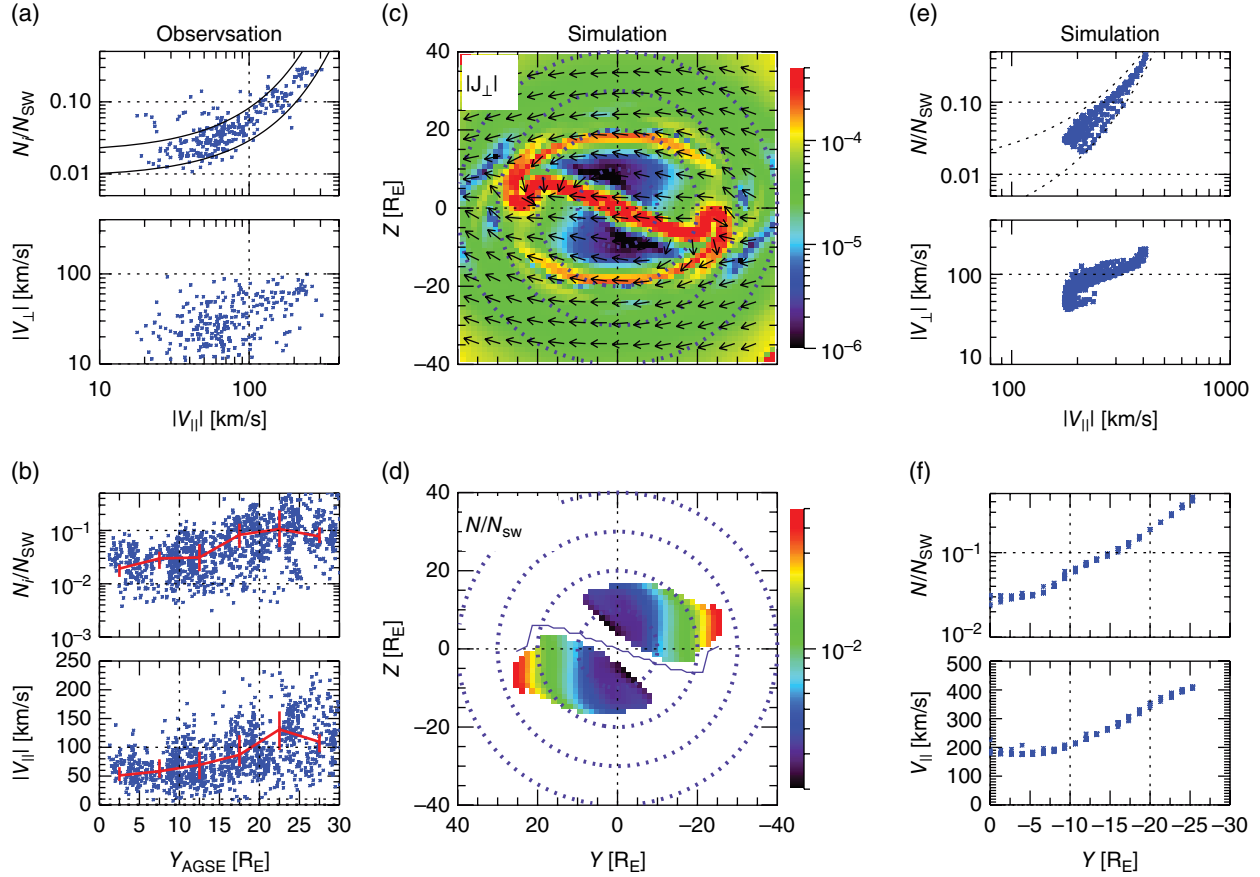 (a)
Observsation
N_i/N_SW
0.10
0.01
|V_⊥| [km/s]
100
10
10
100
|V_||| [km/s]
(b)
N_i/N_SW
10^-1
10^-2
10^-3
|V_||| [km/s]
250
200
150
100
50
0
0 5 10 15 20 25 30
Y_AGSE [R_E]
(c)
Simulation
|J_⊥|
Z [R_E]
40
20
0
−20
−40
10^-4
10^-5
10^-6
(d)
N/N_sw
Z [R_E]
40
20
0
−20
−40
40 20 0 −20 −40
Y [R_E]
10^-2
(e)
Simulation
N/N_SW
0.10
0.01
|V_⊥| [km/s]
100
10
100
1000
|V_||| [km/s]
(f)
N/N_SW
10^-1
10^-2
V_|| [km/s]
500
400
300
200
100
0
0 −5 −10 −15 −20 −25 −30
Y [R_E]